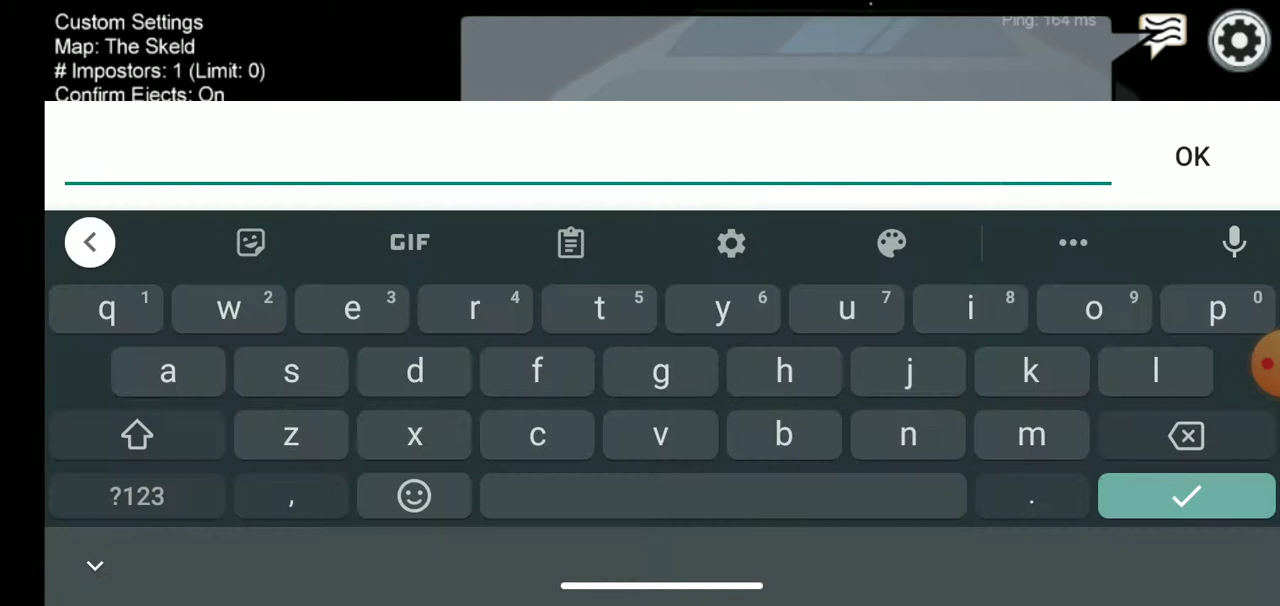 Custom Settings
Map: The Skeld
# Impostors: 1 (Limit: 0)
Confirm Ejects: On
Ping: 164 ms
OK
GIF
q 1 w 2 e 3 r 4 t 5 y 6 u 7 i 8 o 9 p 0
a s d f g h j k l
z x c v b n m
?123 , .